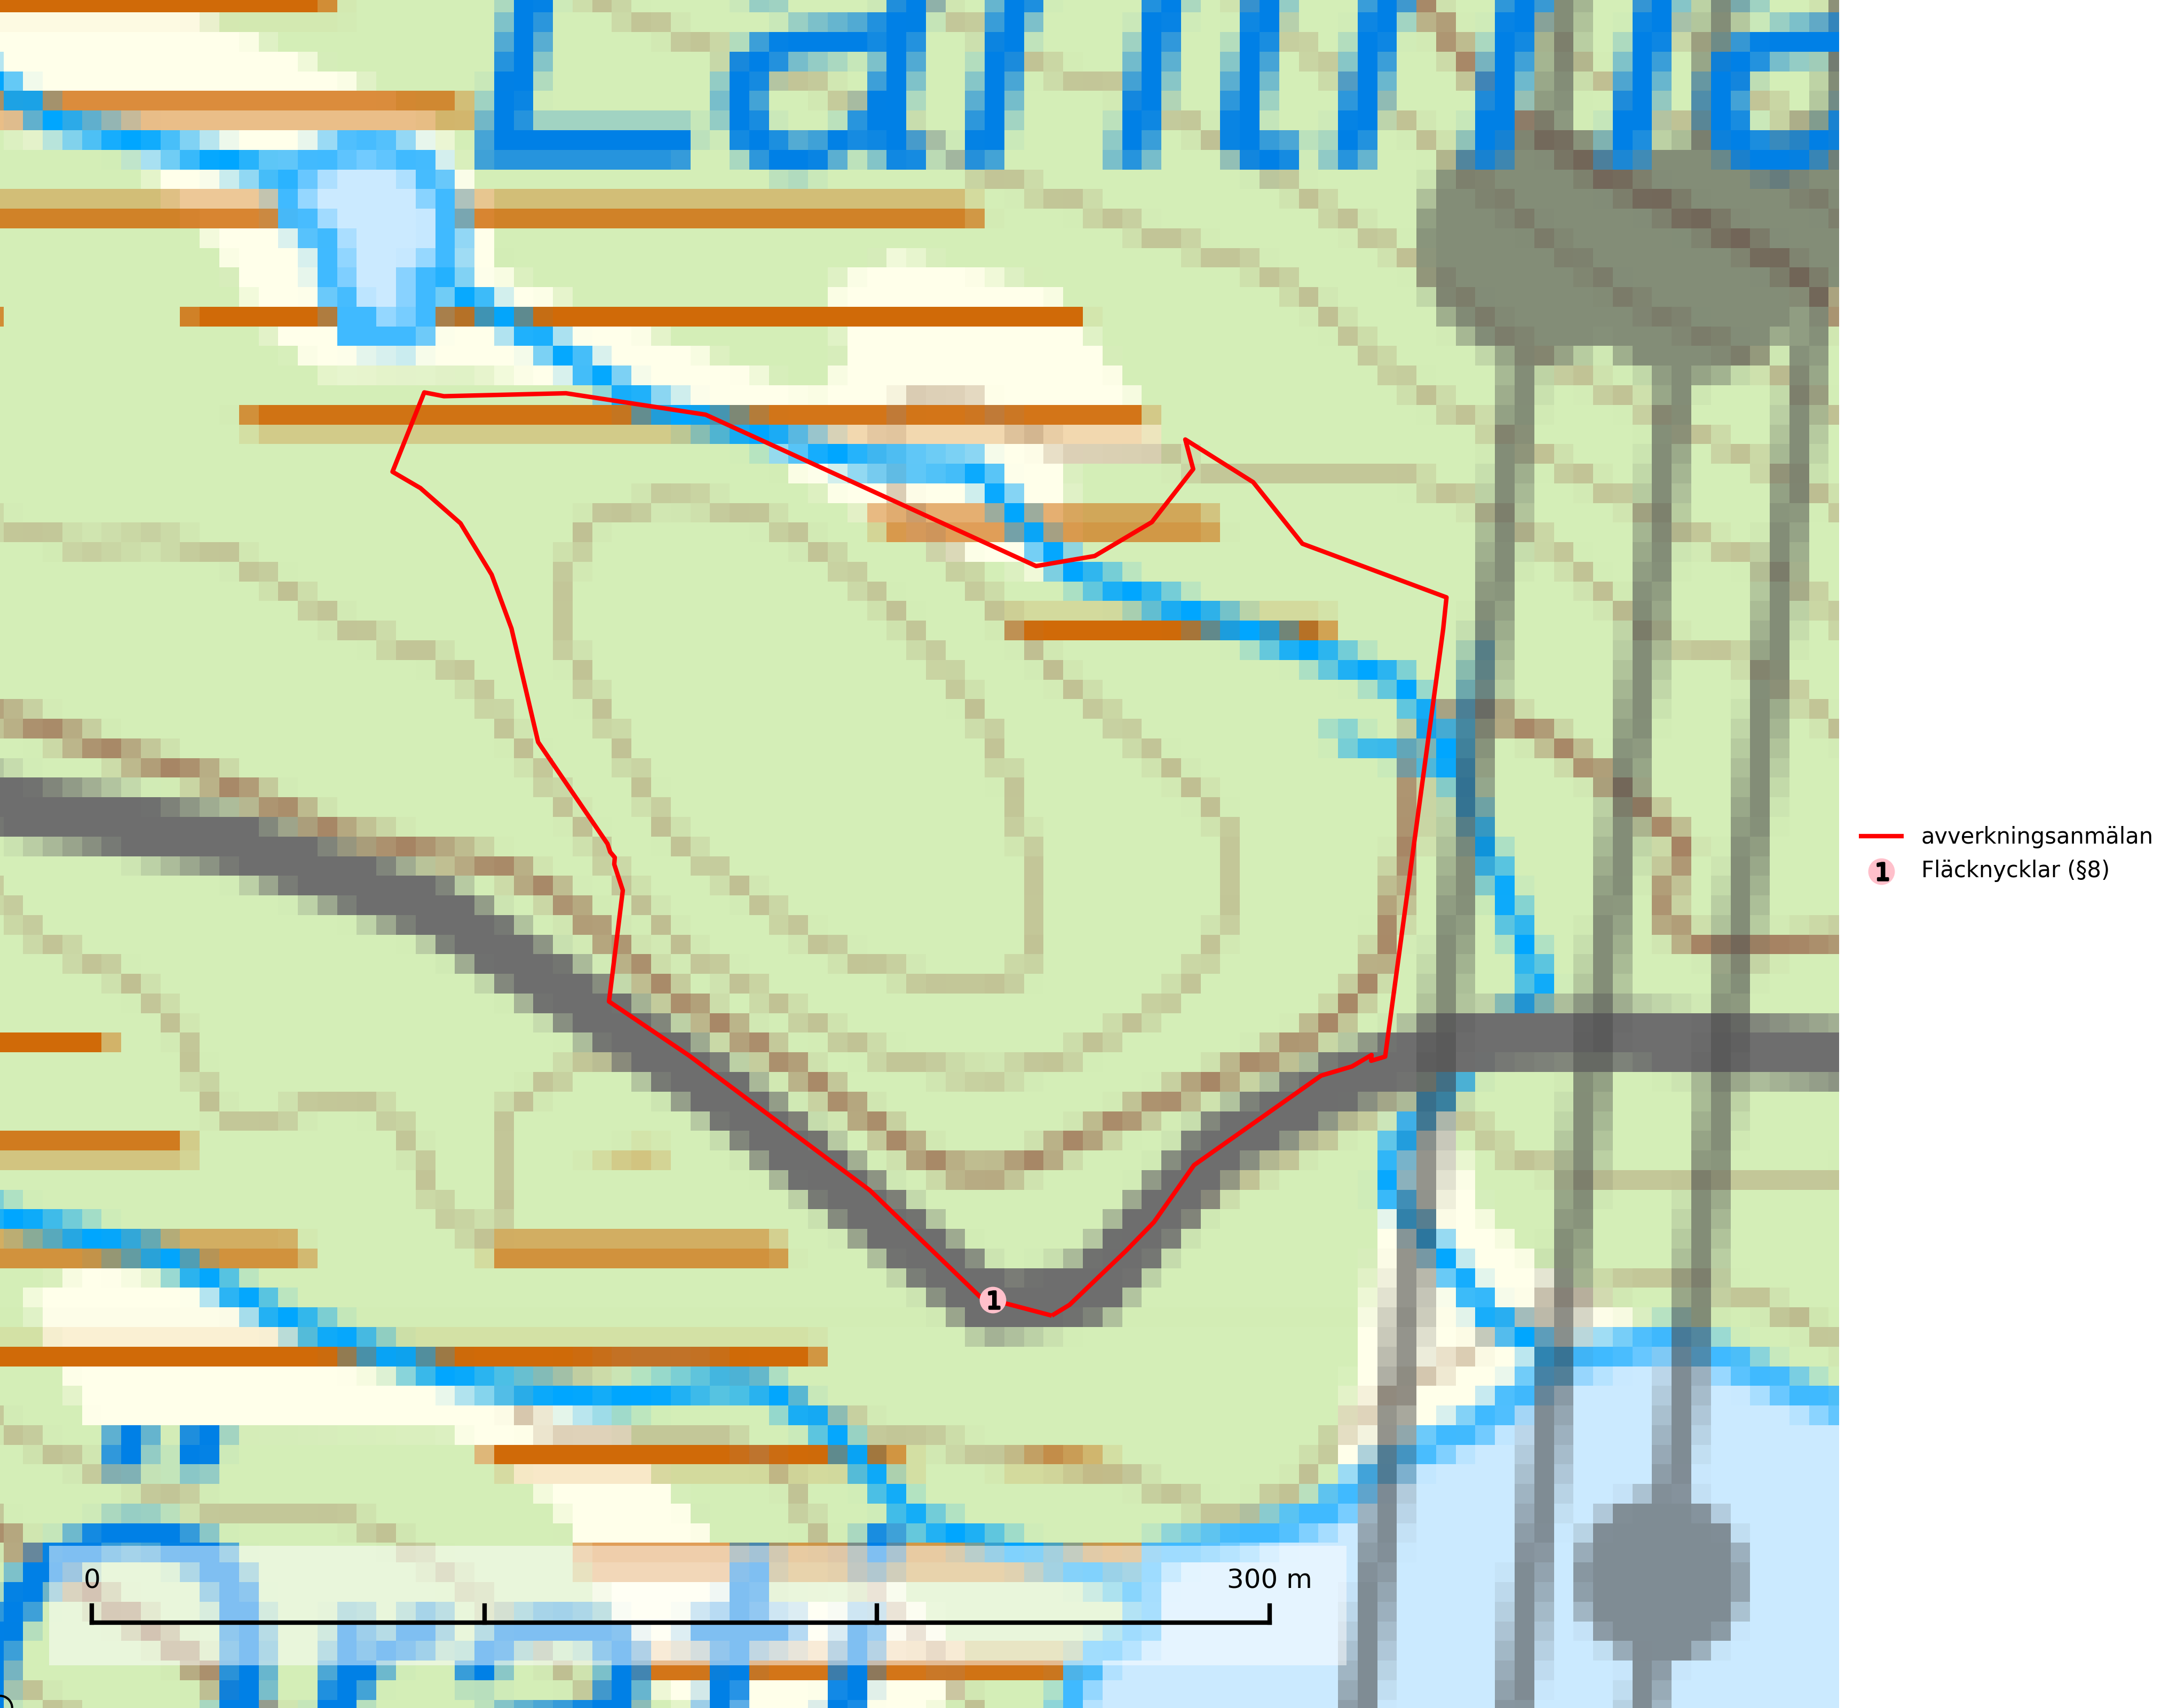 avverkningsanmälan
1 Fläcknycklar (§8)
1
0 300 m